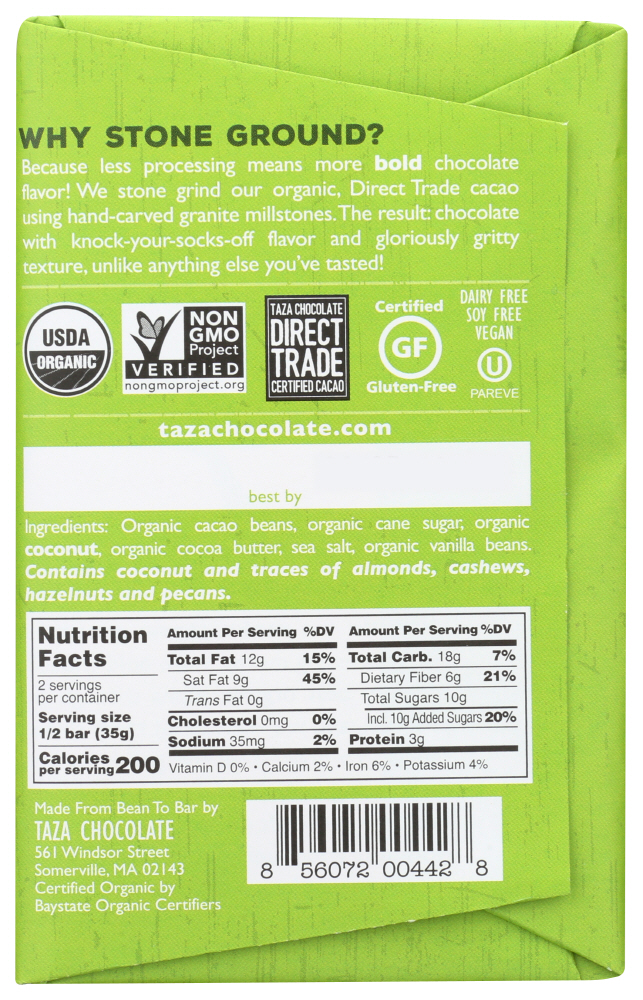 WHY STONE GROUND?
Because less processing means more bold chocolate
flavor! We stone grind our organic, Direct Trade cacao
using hand-carved granite millstones. The result: chocolate
with knock-your-socks-off flavor and gloriously gritty
texture, unlike anything else you've tasted!
USDA
ORGANIC
NON
GMO
Project
VERIFIED
nongmoproject.org
TAZA CHOCOLATE
DIRECT
TRADE
CERTIFIED CACAO
Certified
GF
Gluten-Free
DAIRY FREE
SOY FREE
VEGAN
U
PAREVE
tazachocolate.com
best by
Ingredients: Organic cacao beans, organic cane sugar, organic
coconut, organic cocoa butter, sea salt, organic vanilla beans.
Contains coconut and traces of almonds, cashews,
hazelnuts and pecans.
Nutrition
Facts
2 servings
per container
Serving size
1/2 bar (35g)
Calories
per serving 200
Amount Per Serving %DV
Total Fat 12g 15%
Sat Fat 9g 45%
Trans Fat 0g
Cholesterol 0mg 0%
Sodium 35mg 2%
Amount Per Serving %DV
Total Carb. 18g 7%
Dietary Fiber 6g 21%
Total Sugars 10g
Incl. 10g Added Sugars 20%
Protein 3g
Vitamin D 0% • Calcium 2% • Iron 6% • Potassium 4%
Made From Bean To Bar by
TAZA CHOCOLATE
561 Windsor Street
Somerville, MA 02143
Certified Organic by
Baystate Organic Certifiers
8 56072 00442 8